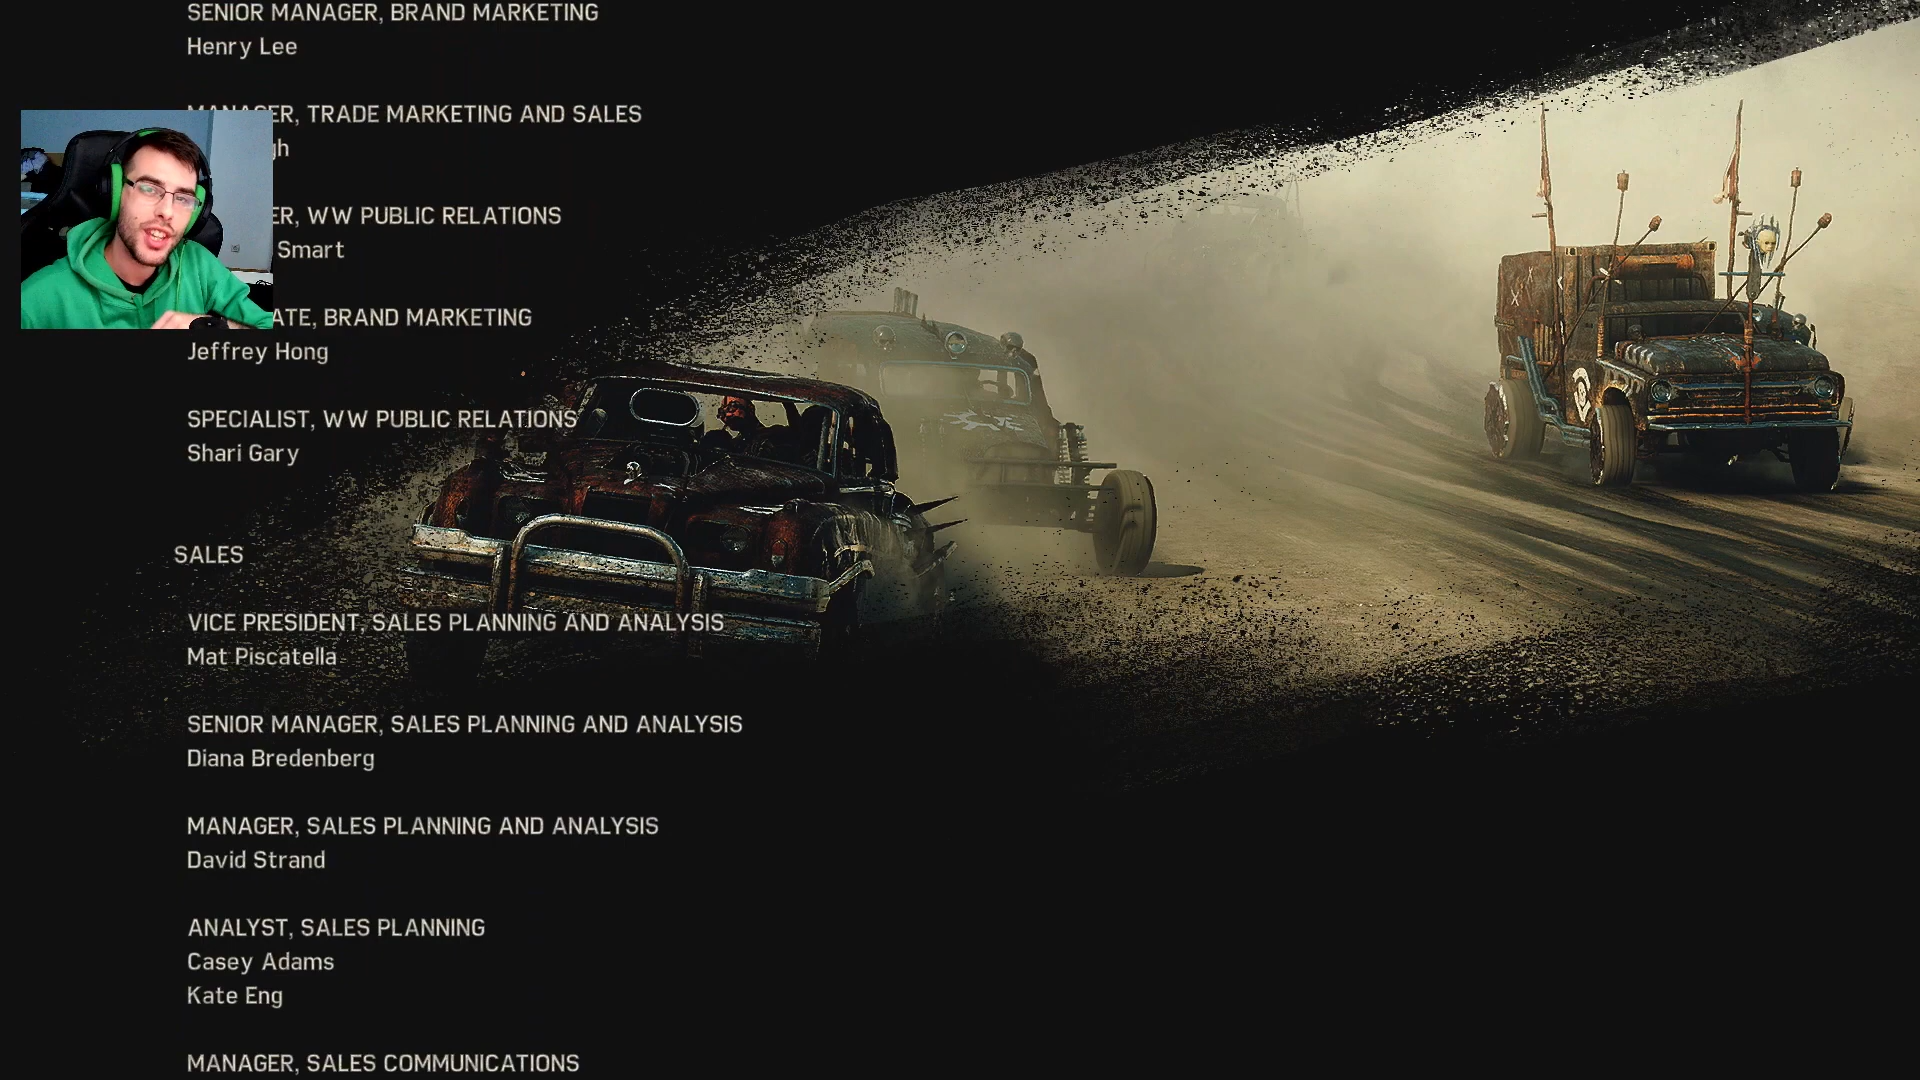 SENIOR MANAGER, BRAND MARKETING
Henry Lee
TRADE MARKETING AND SALES
WW PUBLIC RELATIONS
Smart
BRAND MARKETING
Jeffrey Hong
SPECIALIST, WW PUBLIC RELATIONS
Shari Gary
SALES
VICE PRESIDENT, SALES PLANNING AND ANALYSIS
Mat Piscatella
SENIOR MANAGER, SALES PLANNING AND ANALYSIS
Diana Bredenberg
MANAGER, SALES PLANNING AND ANALYSIS
David Strand
ANALYST, SALES PLANNING
Casey Adams
Kate Eng
MANAGER, SALES COMMUNICATIONS